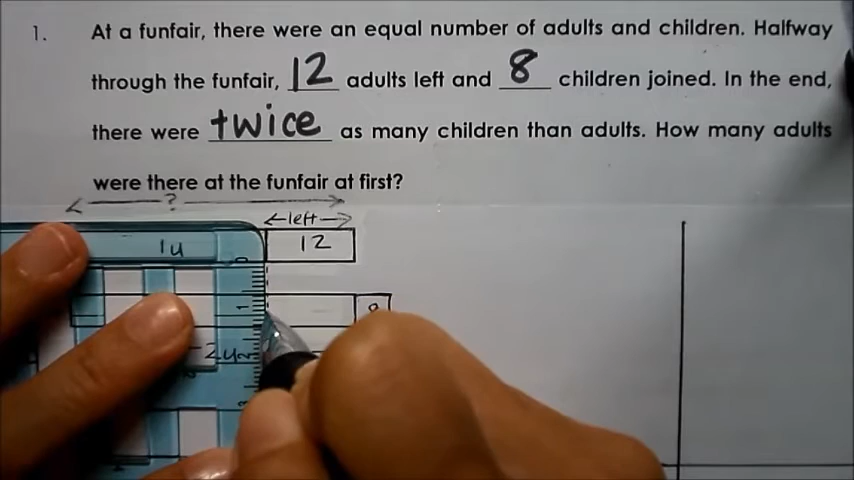 1. At a funfair, there were an equal number of adults and children. Halfway
through the funfair, 12 adults left and 8 children joined. In the end,
there were twice as many children than adults. How many adults
were there at the funfair at first?
?
left
1u 12
8
2u